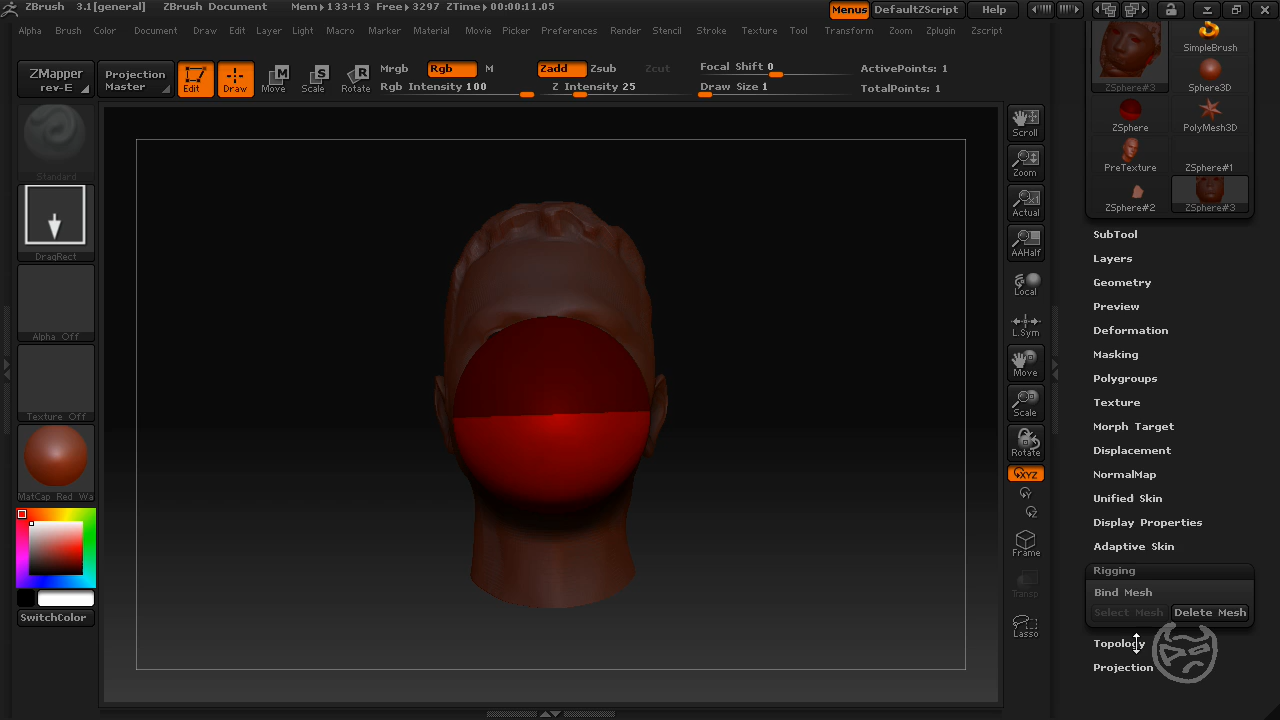 ZBrush 3.1[general] ZBrush Document Mem▸133+13 Free▸3297 ZTime▸00:00:11.05 Menus DefaultZScript Help
Alpha Brush Color Document Draw Edit Layer Light Macro Marker Material Movie Picker Preferences Render Stencil Stroke Texture Tool Transform Zoom Zplugin Zscript
ZMapper rev-E
Projection Master
Edit
Draw
Move
Scale
Rotate
Mrgb Rgb M
Rgb Intensity 100
Zadd Zsub Zcut
Z Intensity 25
Focal Shift 0
Draw Size 1
ActivePoints: 1
TotalPoints: 1
Standard
DragRect
Alpha Off
Texture Off
MatCap Red Wa
SwitchColor
Scroll
Zoom
Actual
AAHalf
Local
L.Sym
Move
Scale
Rotate
XYZ
Y
Z
Frame
Transp
Lasso
ZSphere#3
SimpleBrush
Sphere3D
ZSphere PolyMesh3D
PreTexture ZSphere#1
ZSphere#2 ZSphere#3
SubTool
Layers
Geometry
Preview
Deformation
Masking
Polygroups
Texture
Morph Target
Displacement
NormalMap
Unified Skin
Display Properties
Adaptive Skin
Rigging
Bind Mesh
Select Mesh Delete Mesh
Topology
Projection